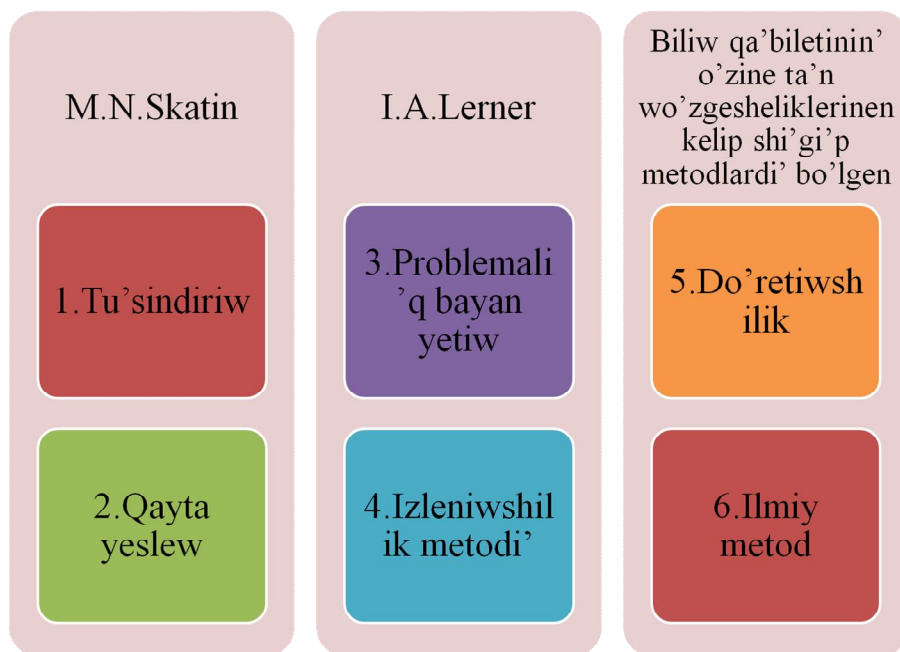 M.N.Skatin
1.Tu’sindiriw
2.Qayta
yeslew
I.A.Lerner
3.Problemali
’q bayan
yetiw
4.Izleniwshil
ik metodi’
Biliw qa’biletinin’
o’zine ta’n
wo’zgesheliklerinen
kelip shi’gi’p
metodlardi’ bo’lgen
5.Do’retiwsh
ilik
6.Ilmiy
metod